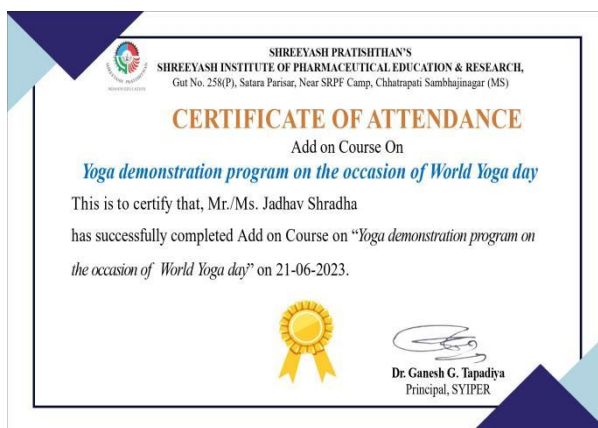 SHREEYASH PRATISHTHAN'S
SHREEYASH INSTITUTE OF PHARMACEUTICAL EDUCATION & RESEARCH,
Gut No. 258(P), Satara Parisar, Near SRPF Camp, Chhatrapati Sambhajinagar (MS)
CERTIFICATE OF ATTENDANCE
Add on Course On
Yoga demonstration program on the occasion of World Yoga day
This is to certify that, Mr./Ms. Jadhav Shradha
has successfully completed Add on Course on “Yoga demonstration program on
the occasion of World Yoga day” on 21-06-2023.
Dr. Ganesh G. Tapadiya
Principal, SYIPER